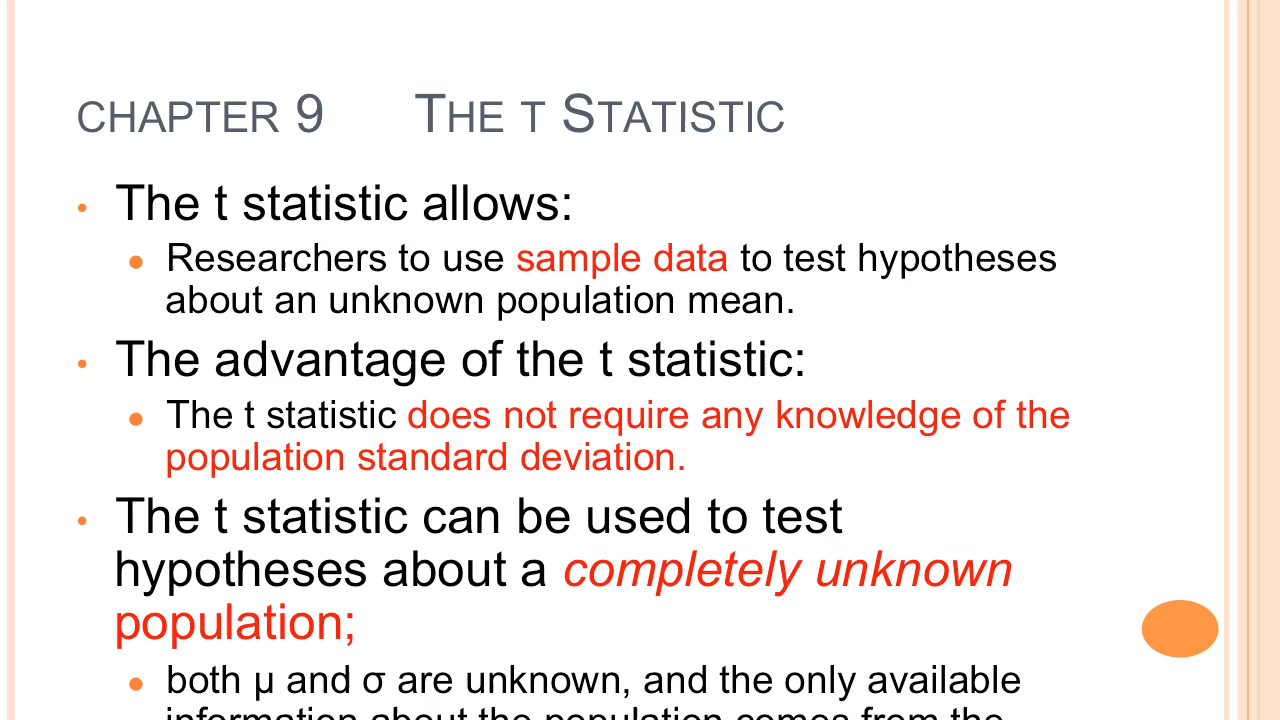 CHAPTER 9 THE T STATISTIC
• The t statistic allows:
● Researchers to use sample data to test hypotheses
about an unknown population mean.
• The advantage of the t statistic:
● The t statistic does not require any knowledge of the
population standard deviation.
• The t statistic can be used to test
hypotheses about a completely unknown
population;
● both μ and σ are unknown, and the only available
information about the population comes from the